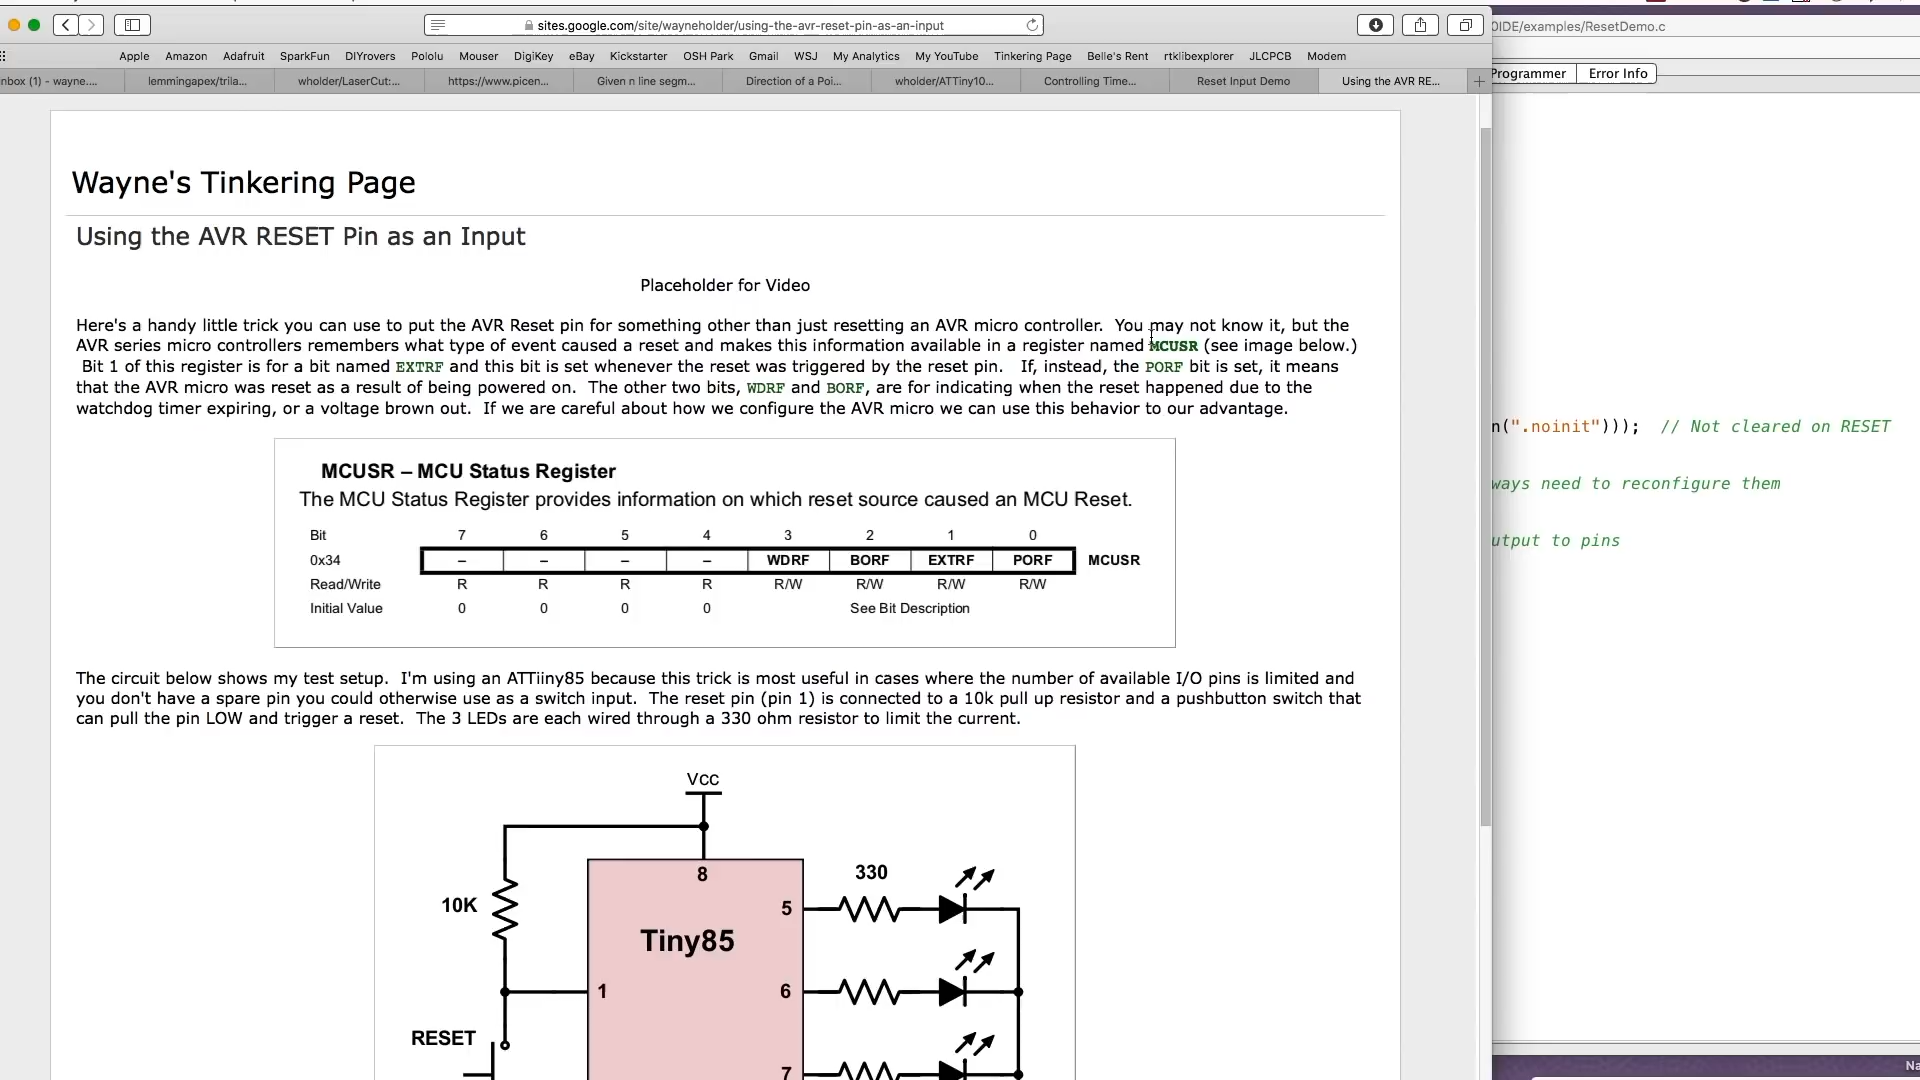 sites.google.com/site/wayneholder/using-the-avr-reset-pin-as-an-input
0IDE/examples/ResetDemo.c
Apple Amazon Adafruit SparkFun DIYrovers Pololu Mouser DigiKey eBay Kickstarter OSH Park Gmail WSJ My Analytics My YouTube Tinkering Page Belle's Rent rtklibexplorer JLCPCB Modem
Programmer Error Info
nbox (1) - wayne.... lemmingapex/trila... wholder/LaserCut:... https://www.picen... Given n line segm... Direction of a Poi... wholder/ATTiny10... Controlling Time... Reset Input Demo Using the AVR RE...
Wayne's Tinkering Page
Using the AVR RESET Pin as an Input
Placeholder for Video
Here's a handy little trick you can use to put the AVR Reset pin for something other than just resetting an AVR micro controller. You may not know it, but the
AVR series micro controllers remembers what type of event caused a reset and makes this information available in a register named MCUSR (see image below.)
Bit 1 of this register is for a bit named EXTRF and this bit is set whenever the reset was triggered by the reset pin. If, instead, the PORF bit is set, it means
that the AVR micro was reset as a result of being powered on. The other two bits, WDRF and BORF, are for indicating when the reset happened due to the
watchdog timer expiring, or a voltage brown out. If we are careful about how we configure the AVR micro we can use this behavior to our advantage.
n(".noinit"))); // Not cleared on RESET
ways need to reconfigure them
utput to pins
MCUSR – MCU Status Register
The MCU Status Register provides information on which reset source caused an MCU Reset.
Bit 7 6 5 4 3 2 1 0
0x34 – – – – WDRF BORF EXTRF PORF MCUSR
Read/Write R R R R R/W R/W R/W R/W
Initial Value 0 0 0 0 See Bit Description
The circuit below shows my test setup. I'm using an ATTiiny85 because this trick is most useful in cases where the number of available I/O pins is limited and
you don't have a spare pin you could otherwise use as a switch input. The reset pin (pin 1) is connected to a 10k pull up resistor and a pushbutton switch that
can pull the pin LOW and trigger a reset. The 3 LEDs are each wired through a 330 ohm resistor to limit the current.
Vcc
8
330
10K
5
Tiny85
1
6
RESET
7
Na